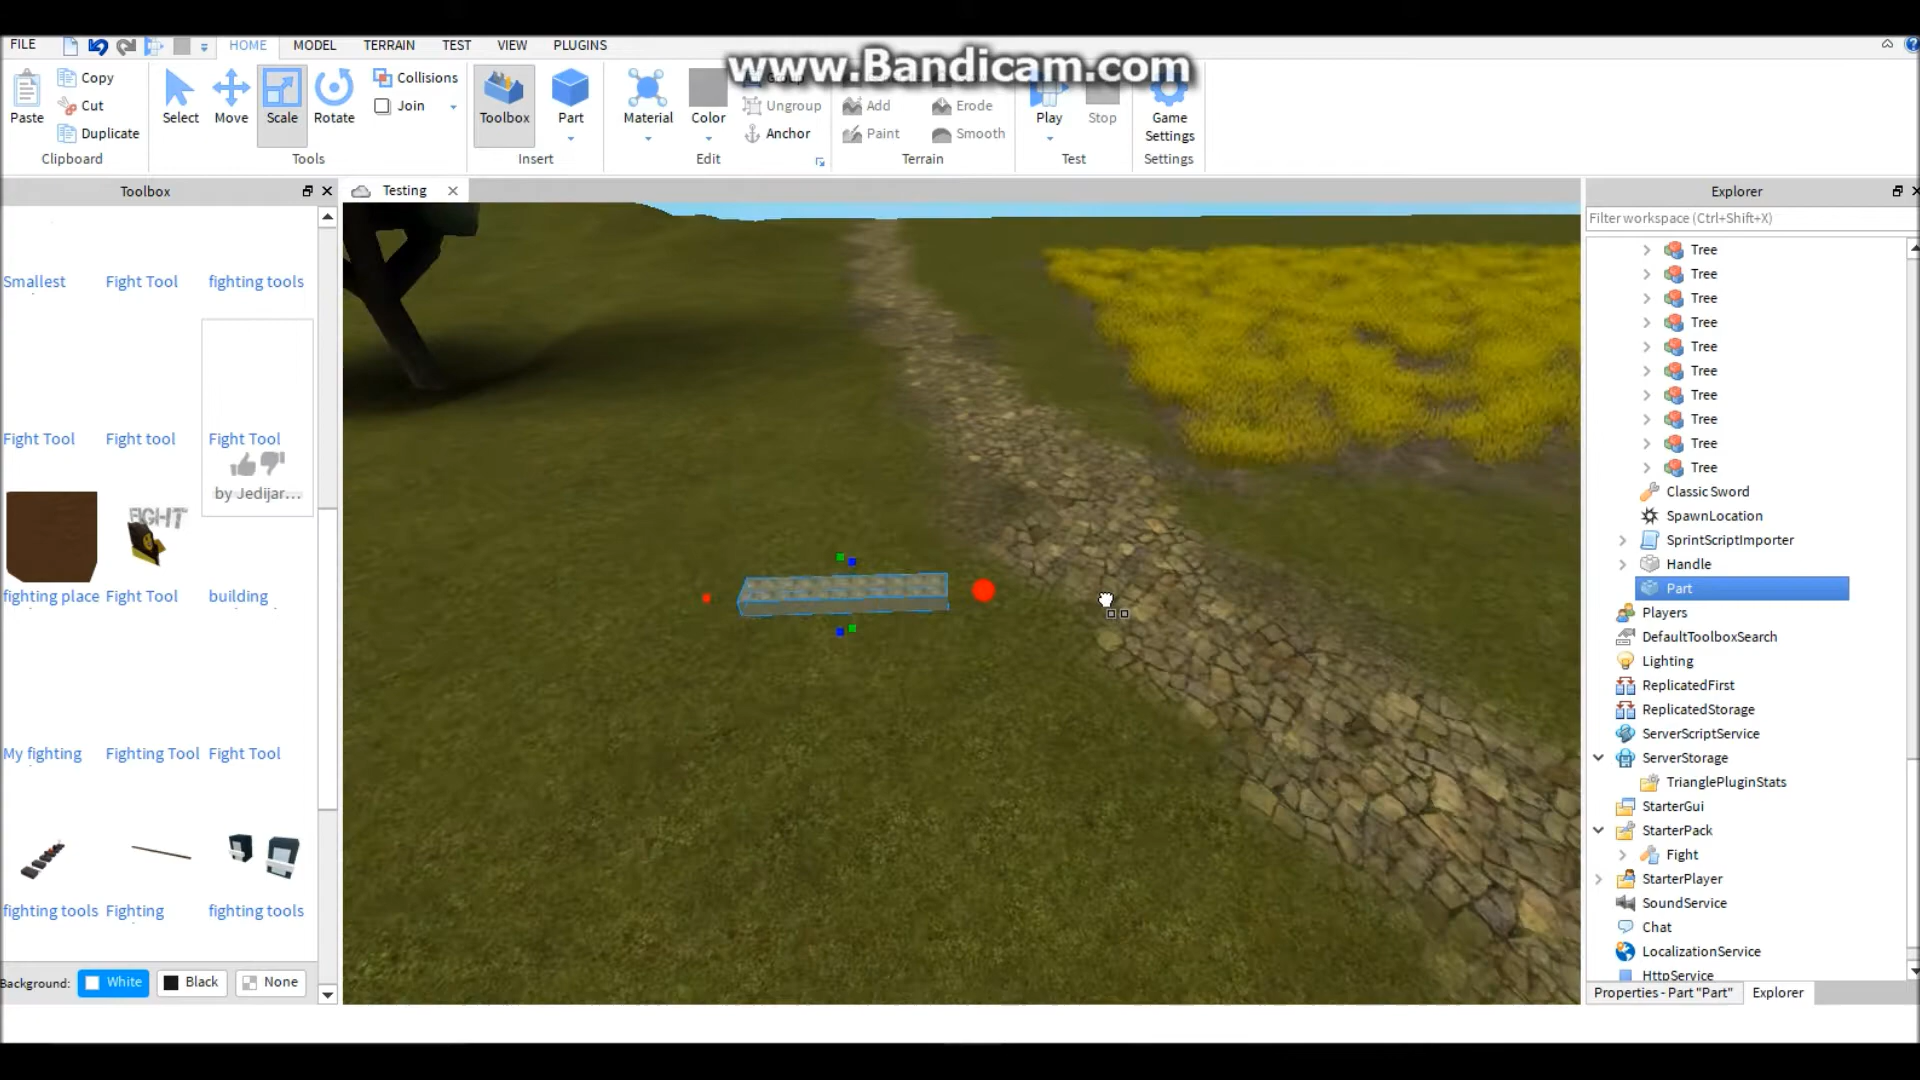 FILE HOME MODEL TERRAIN TEST VIEW PLUGINS
www.Bandicam.com
Paste Copy Cut Duplicate Clipboard
Select Move Scale Rotate Collisions Join Tools
Toolbox Part Insert
Material Color Group Ungroup Anchor Edit
Add Erode Paint Smooth Terrain
Play Stop Test
Game Settings Settings
Toolbox
Testing
Explorer
Filter workspace (Ctrl+Shift+X)
Smallest Fight Tool fighting tools
Fight Tool Fight tool Fight Tool
by Jedijar...
FIGHT
fighting place Fight Tool building
My fighting Fighting Tool Fight Tool
fighting tools Fighting fighting tools
Background: White Black None
Tree
Tree
Tree
Tree
Tree
Tree
Tree
Tree
Tree
Tree
Classic Sword
SpawnLocation
SprintScriptImporter
Handle
Part
Players
DefaultToolboxSearch
Lighting
ReplicatedFirst
ReplicatedStorage
ServerScriptService
ServerStorage
TrianglePluginStats
StarterGui
StarterPack
Fight
StarterPlayer
SoundService
Chat
LocalizationService
HttpService
Properties - Part "Part" Explorer